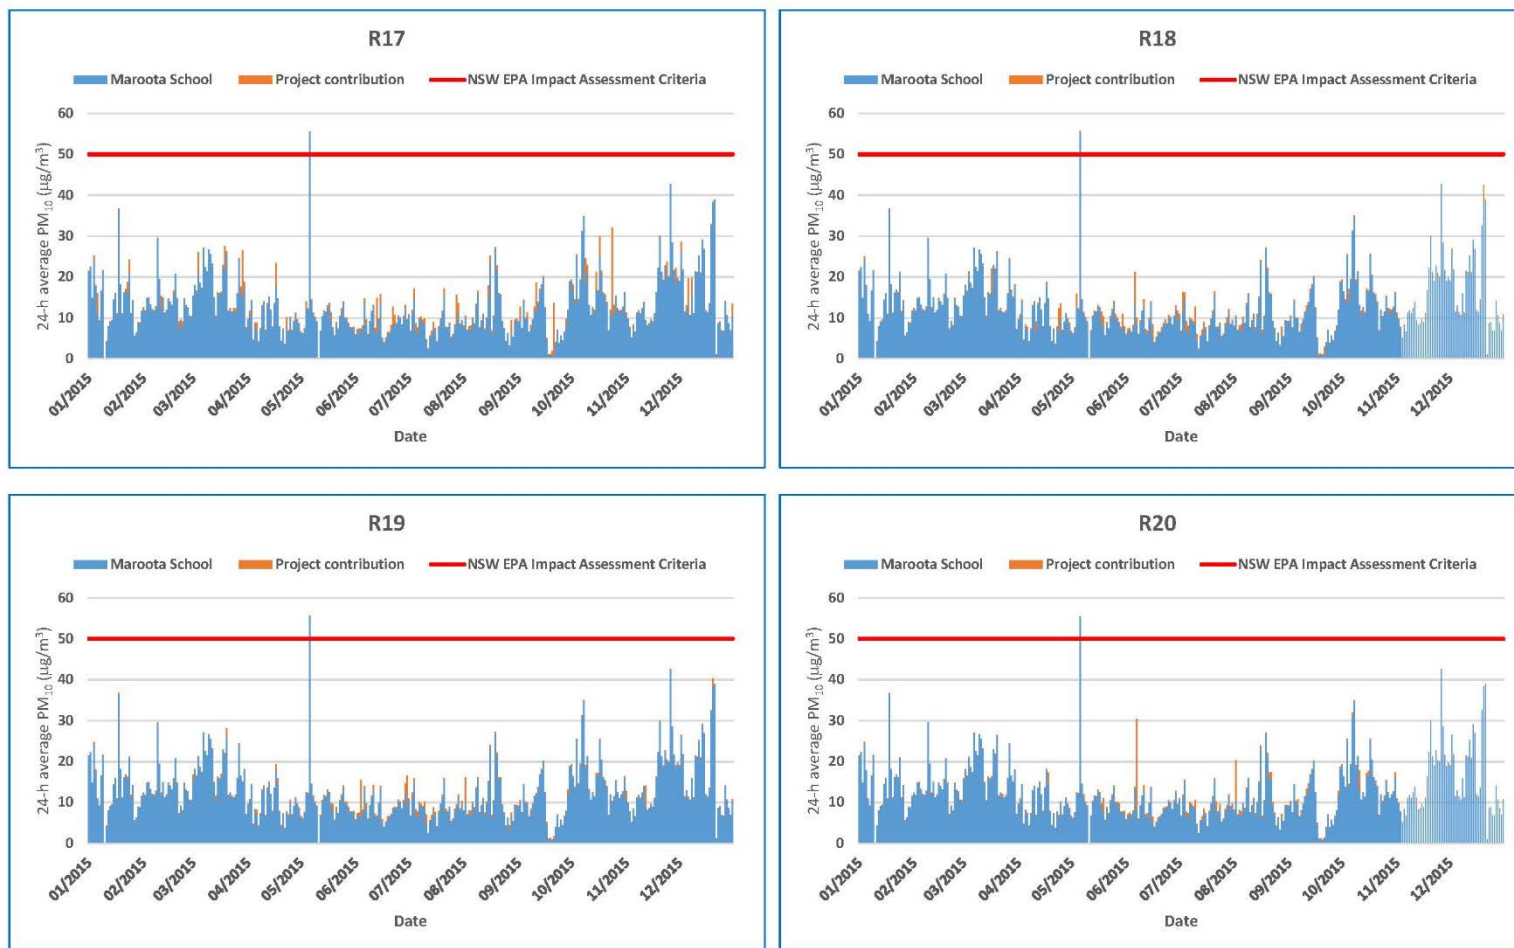 R17
Maroota School Project contribution NSW EPA Impact Assessment Criteria
24-h average PM₁₀ (µg/m³)
60
50
40
30
20
10
0
01/2015 02/2015 03/2015 04/2015 05/2015 06/2015 07/2015 08/2015 09/2015 10/2015 11/2015 12/2015
Date
R18
Maroota School Project contribution NSW EPA Impact Assessment Criteria
24-h average PM₁₀ (µg/m³)
60
50
40
30
20
10
0
01/2015 02/2015 03/2015 04/2015 05/2015 06/2015 07/2015 08/2015 09/2015 10/2015 11/2015 12/2015
Date
R19
Maroota School Project contribution NSW EPA Impact Assessment Criteria
24-h average PM₁₀ (µg/m³)
60
50
40
30
20
10
0
01/2015 02/2015 03/2015 04/2015 05/2015 06/2015 07/2015 08/2015 09/2015 10/2015 11/2015 12/2015
Date
R20
Maroota School Project contribution NSW EPA Impact Assessment Criteria
24-h average PM₁₀ (µg/m³)
60
50
40
30
20
10
0
01/2015 02/2015 03/2015 04/2015 05/2015 06/2015 07/2015 08/2015 09/2015 10/2015 11/2015 12/2015
Date